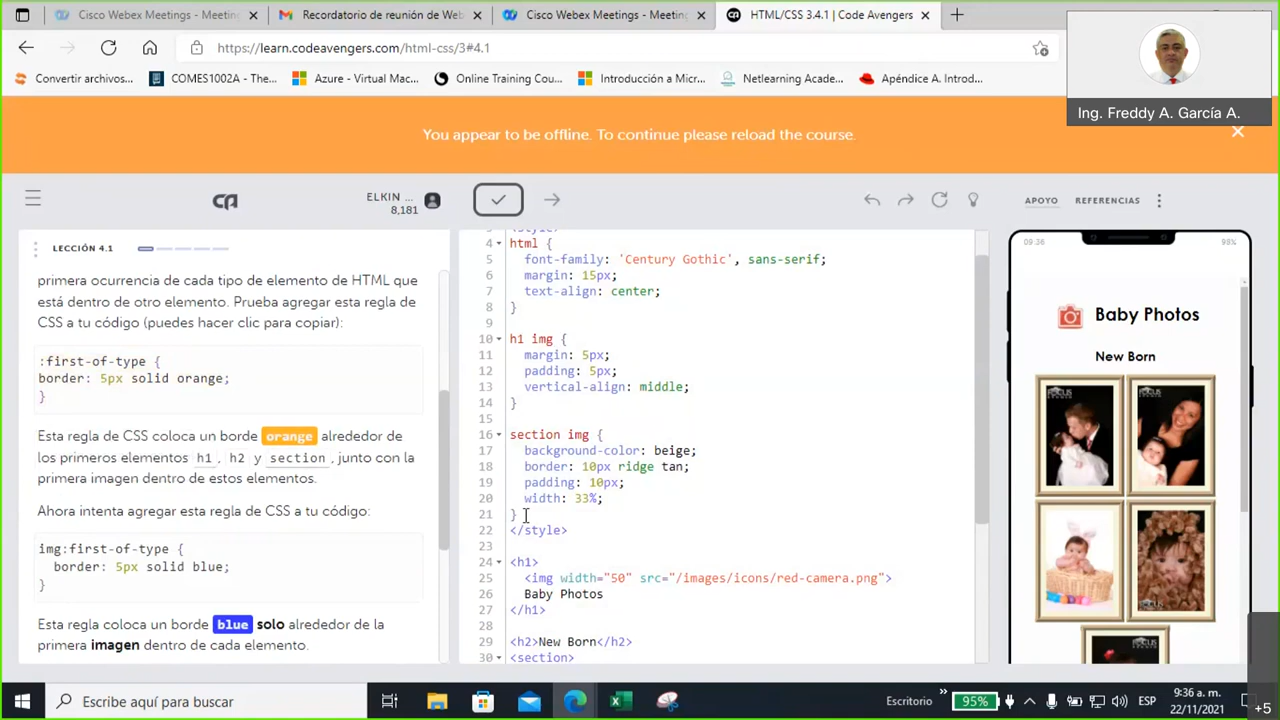 Cisco Webex Meetings - Meeting
Recordatorio de reunión de Web
Cisco Webex Meetings - Meeting
HTML/CSS 3.4.1 | Code Avengers
https://learn.codeavengers.com/html-css/3#4.1
Convertir archivos...
COMES1002A - The...
Azure - Virtual Mac...
Online Training Cou...
Introducción a Micr...
Netlearning Acade...
Apéndice A. Introd...
Ing. Freddy A. García A.
You appear to be offline. To continue please reload the course.
ELKIN ...
8,181
APOYO
REFERENCIAS
LECCIÓN 4.1
primera ocurrencia de cada tipo de elemento de HTML que
está dentro de otro elemento. Prueba agregar esta regla de
CSS a tu código (puedes hacer clic para copiar):
:first-of-type {
border: 5px solid orange;
}
Esta regla de CSS coloca un borde orange alrededor de
los primeros elementos h1, h2 y section, junto con la
primera imagen dentro de estos elementos.
Ahora intenta agregar esta regla de CSS a tu código:
img:first-of-type {
border: 5px solid blue;
}
Esta regla coloca un borde blue solo alrededor de la
primera imagen dentro de cada elemento.
3 <style>
4 html {
5 font-family: 'Century Gothic', sans-serif;
6 margin: 15px;
7 text-align: center;
8 }
9
10 h1 img {
11 margin: 5px;
12 padding: 5px;
13 vertical-align: middle;
14 }
15
16 section img {
17 background-color: beige;
18 border: 10px ridge tan;
19 padding: 10px;
20 width: 33%;
21 }
22 </style>
23
24 <h1>
25 <img width="50" src="/images/icons/red-camera.png">
26 Baby Photos
27 </h1>
28
29 <h2>New Born</h2>
30 <section>
09:36
98%
Baby Photos
New Born
Escribe aquí para buscar
Escritorio
95%
ESP
9:36 a. m.
22/11/2021
+5